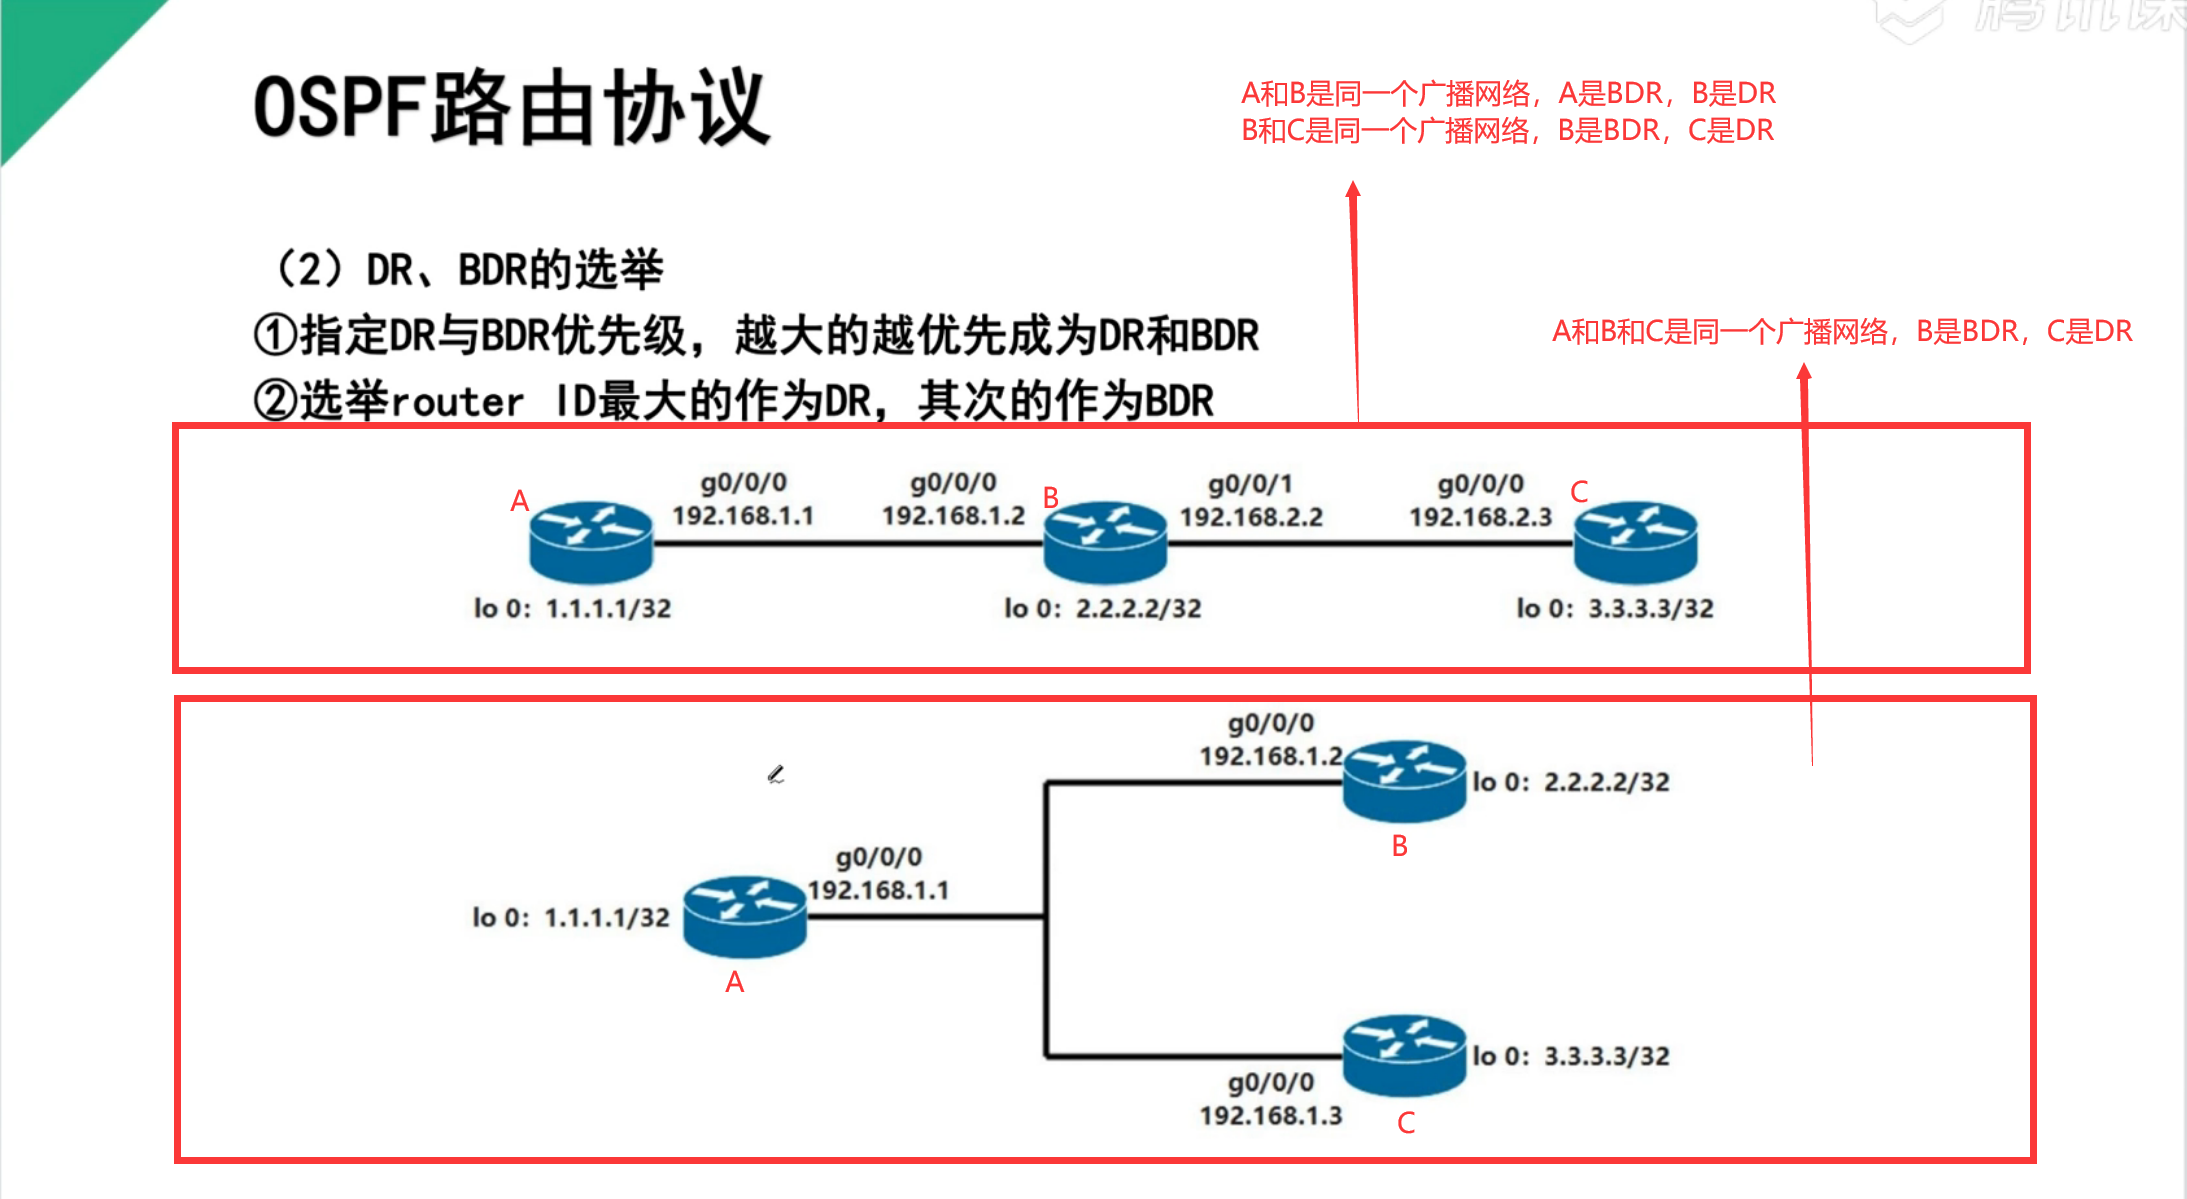 腾讯课
OSPF路由协议
A和B是同一个广播网络，A是BDR，B是DR
B和C是同一个广播网络，B是BDR，C是DR
（2）DR、BDR的选举
①指定DR与BDR优先级，越大的越优先成为DR和BDR
A和B和C是同一个广播网络，B是BDR，C是DR
②选举router ID最大的作为DR，其次的作为BDR
A
g0/0/0
192.168.1.1
g0/0/0
192.168.1.2
B
g0/0/1
192.168.2.2
g0/0/0
192.168.2.3
C
lo 0：1.1.1.1/32
lo 0：2.2.2.2/32
lo 0：3.3.3.3/32
g0/0/0
192.168.1.2
lo 0：2.2.2.2/32
B
g0/0/0
192.168.1.1
lo 0：1.1.1.1/32
A
lo 0：3.3.3.3/32
g0/0/0
192.168.1.3
C